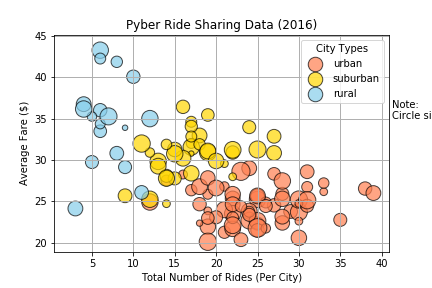 Pyber Ride Sharing Data (2016)
City Types
urban
suburban
rural
Note:
Circle si
Average Fare ($)
45
40
35
30
25
20
5
10
15
20
25
30
35
40
Total Number of Rides (Per City)